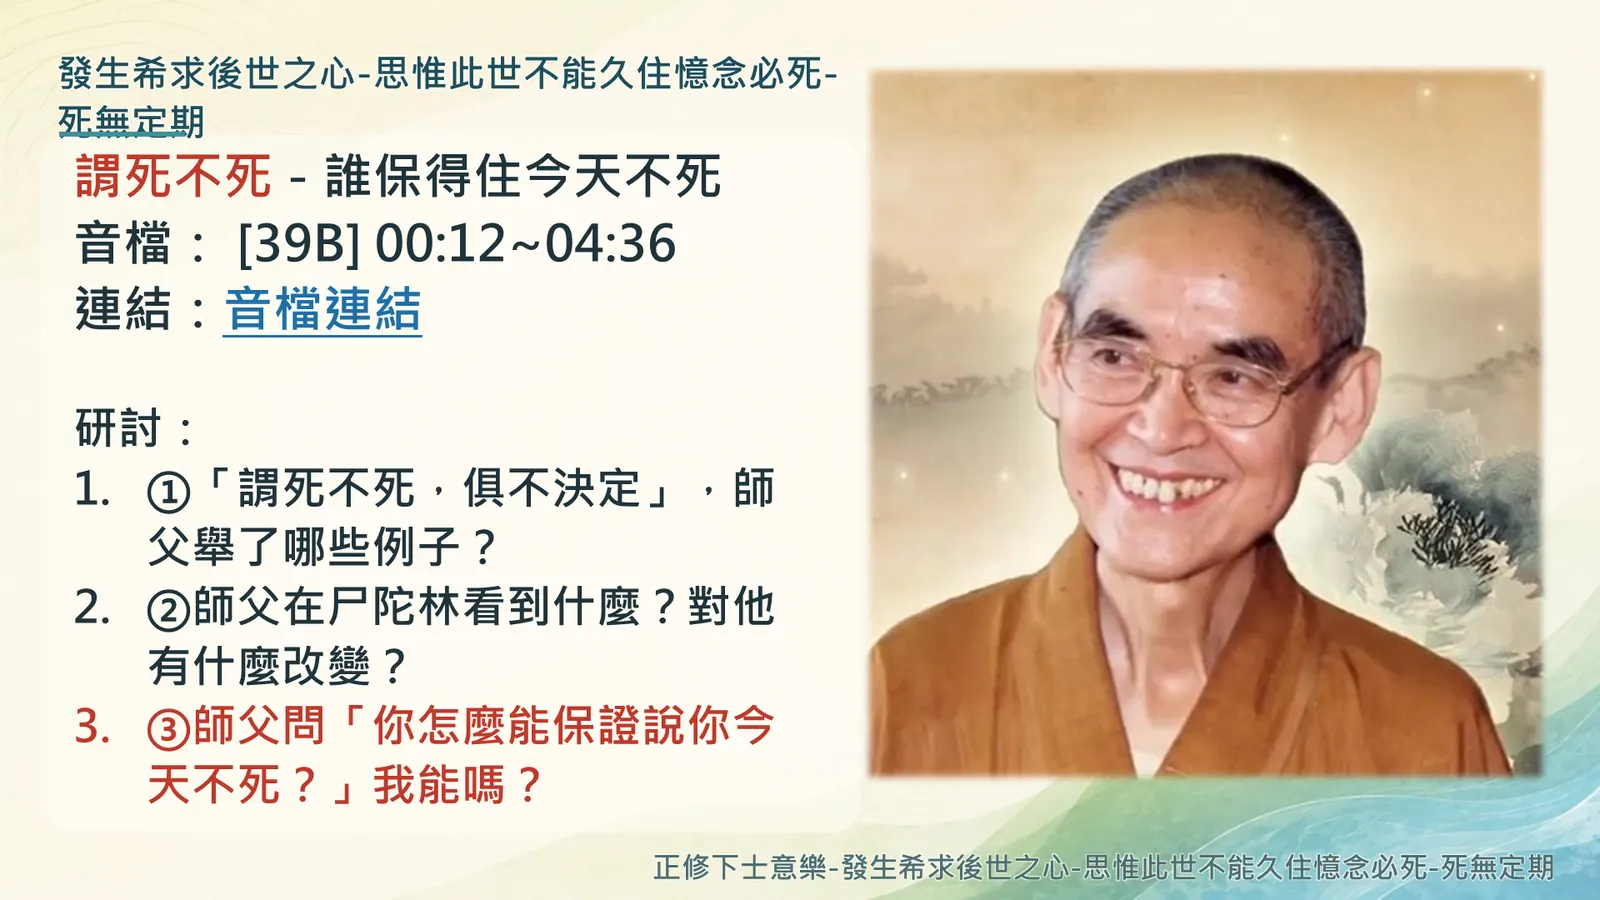 發生希求後世之心-思惟此世不能久住憶念必死-
死無定期
謂死不死 - 誰保得住今天不死
音檔： [39B] 00:12~04:36
連結：音檔連結
研討：
1. ①「謂死不死，俱不決定」，師
父舉了哪些例子？
2. ②師父在尸陀林看到什麼？對他
有什麼改變？
3. ③師父問「你怎麼能保證說你今
天不死？」我能嗎？
正修下士意樂-發生希求後世之心-思惟此世不能久住憶念必死-死無定期